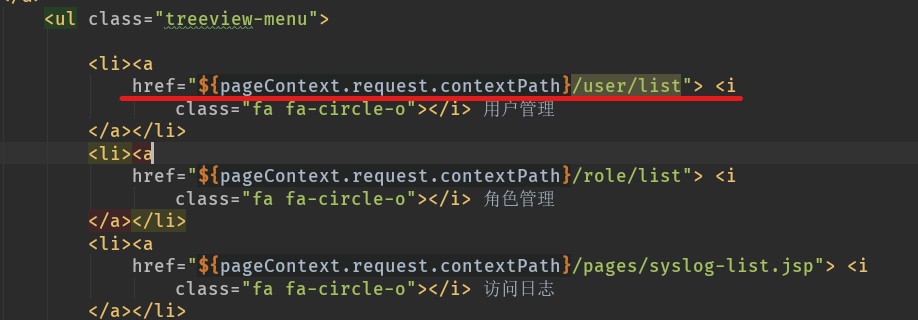 </a>
<ul class="treeview-menu">
<li><a
href="${pageContext.request.contextPath}/user/list"> <i
class="fa fa-circle-o"></i> 用户管理
</a></li>
<li><a
href="${pageContext.request.contextPath}/role/list"> <i
class="fa fa-circle-o"></i> 角色管理
</a></li>
<li><a
href="${pageContext.request.contextPath}/pages/syslog-list.jsp"> <i
class="fa fa-circle-o"></i> 访问日志
</a></li>